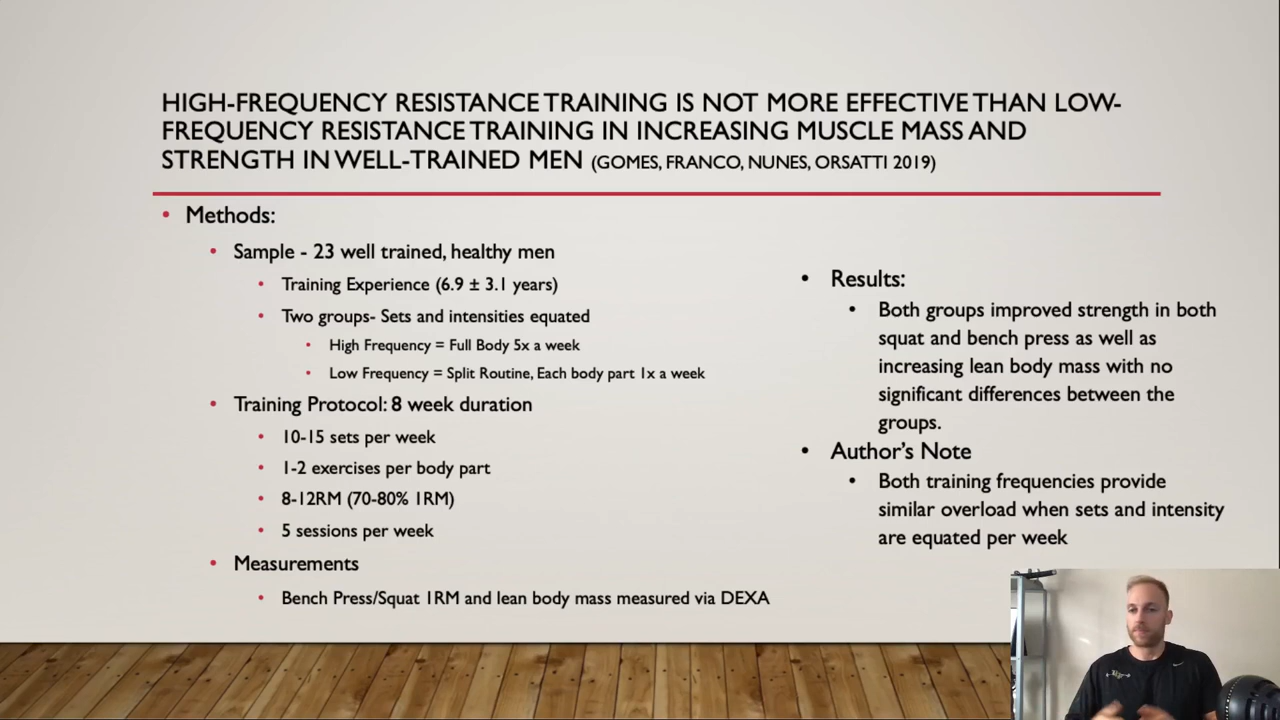 HIGH-FREQUENCY RESISTANCE TRAINING IS NOT MORE EFFECTIVE THAN LOW-
FREQUENCY RESISTANCE TRAINING IN INCREASING MUSCLE MASS AND
STRENGTH IN WELL-TRAINED MEN (GOMES, FRANCO, NUNES, ORSATTI 2019)
• Methods:
• Sample - 23 well trained, healthy men
• Training Experience (6.9 ± 3.1 years)
• Two groups- Sets and intensities equated
• High Frequency = Full Body 5x a week
• Low Frequency = Split Routine, Each body part 1x a week
• Training Protocol: 8 week duration
• 10-15 sets per week
• 1-2 exercises per body part
• 8-12RM (70-80% 1RM)
• 5 sessions per week
• Measurements
• Bench Press/Squat 1RM and lean body mass measured via DEXA
• Results:
• Both groups improved strength in both
squat and bench press as well as
increasing lean body mass with no
significant differences between the
groups.
• Author's Note
• Both training frequencies provide
similar overload when sets and intensity
are equated per week